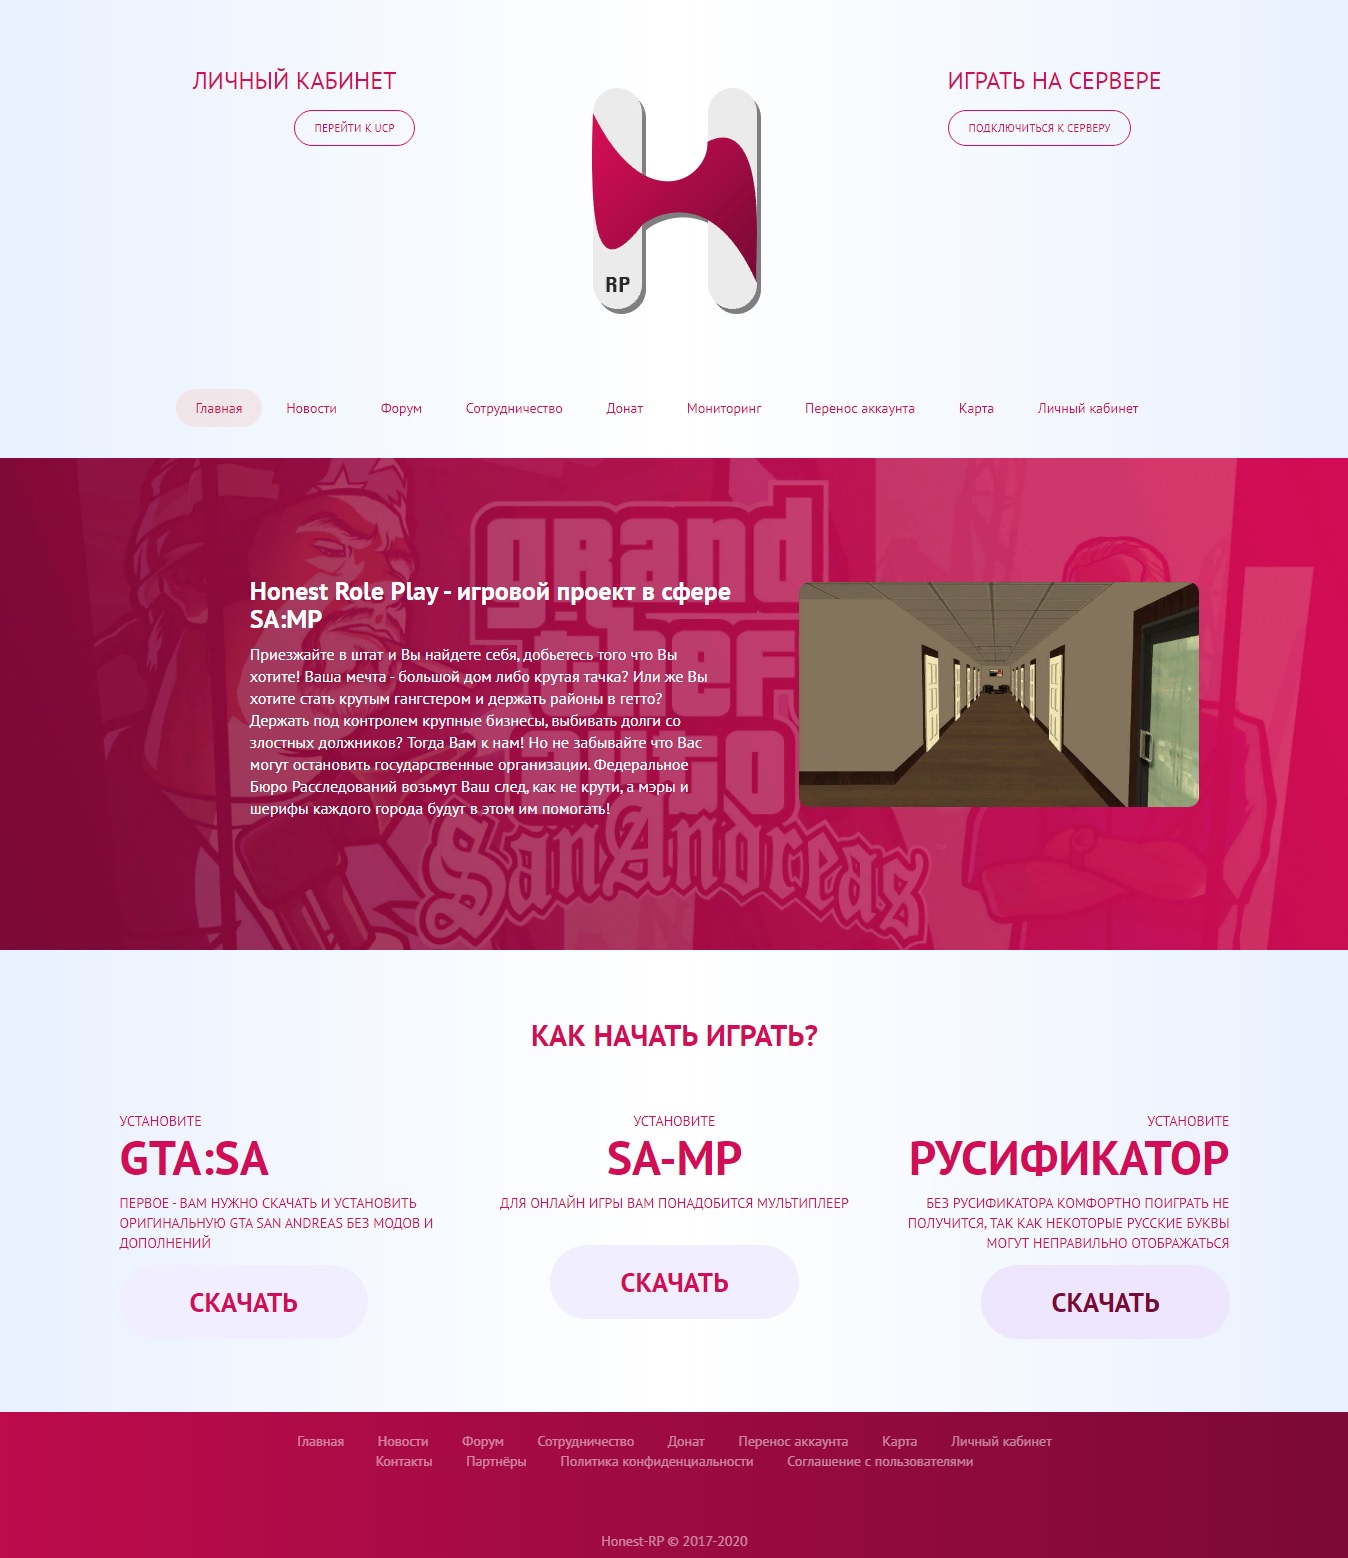 ЛИЧНЫЙ КАБИНЕТ
ПЕРЕЙТИ К UCP
ИГРАТЬ НА СЕРВЕРЕ
ПОДКЛЮЧИТЬСЯ К СЕРВЕРУ
RP
Главная Новости Форум Сотрудничество Донат Мониторинг Перенос аккаунта Карта Личный кабинет
grand
theft
auto
SanAndreas
Honest Role Play - игровой проект в сфере
SA:MP
Приезжайте в штат и Вы найдете себя, добьетесь того что Вы
хотите! Ваша мечта - большой дом либо крутая тачка? Или же Вы
хотите стать крутым гангстером и держать районы в гетто?
Держать под контролем крупные бизнесы, выбивать долги со
злостных должников? Тогда Вам к нам! Но не забывайте что Вас
могут остановить государственные организации. Федеральное
Бюро Расследований возьмут Ваш след, как не крути, а мэры и
шерифы каждого города будут в этом им помогать!
КАК НАЧАТЬ ИГРАТЬ?
УСТАНОВИТЕ
GTA:SA
ПЕРВОЕ - ВАМ НУЖНО СКАЧАТЬ И УСТАНОВИТЬ
ОРИГИНАЛЬНУЮ GTA SAN ANDREAS БЕЗ МОДОВ И
ДОПОЛНЕНИЙ
СКАЧАТЬ
УСТАНОВИТЕ
SA-MP
ДЛЯ ОНЛАЙН ИГРЫ ВАМ ПОНАДОБИТСЯ МУЛЬТИПЛЕЕР
СКАЧАТЬ
УСТАНОВИТЕ
РУСИФИКАТОР
БЕЗ РУСИФИКАТОРА КОМФОРТНО ПОИГРАТЬ НЕ
ПОЛУЧИТСЯ, ТАК КАК НЕКОТОРЫЕ РУССКИЕ БУКВЫ
МОГУТ НЕПРАВИЛЬНО ОТОБРАЖАТЬСЯ
СКАЧАТЬ
Главная Новости Форум Сотрудничество Донат Перенос аккаунта Карта Личный кабинет
Контакты Партнёры Политика конфиденциальности Соглашение с пользователями
Honest-RP © 2017-2020